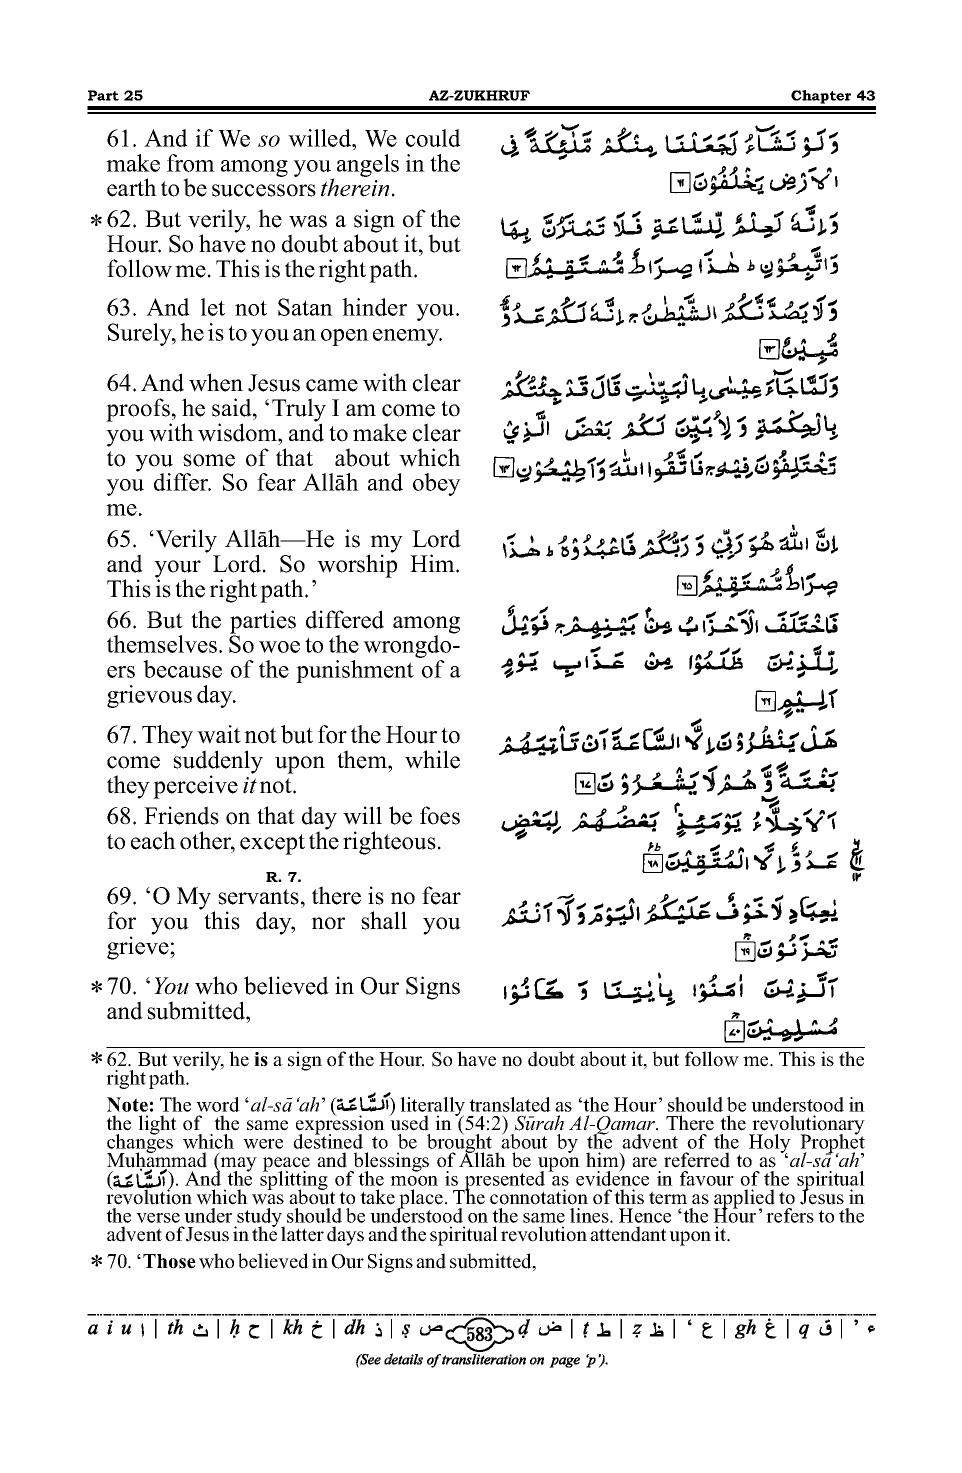 Part 25 AZ-ZUKHRUF Chapter 43
61. And if We so willed, We could
make from among you angels in the
earth to be successors therein.
وَلَوْ نَشَآءُ لَجَعَلْنَا مِنْكُمْ مَّلٰٓئِكَةً فِي
الْاَرْضِ يَخْلُفُوْنَ ۶۱
* 62. But verily, he was a sign of the
Hour. So have no doubt about it, but
follow me. This is the right path.
وَاِنَّهٗ لَعِلْمٌ لِّلسَّاعَةِ فَلَا تَمْتَرُنَّ بِهَا
وَاتَّبِعُوْنِ ؕ هٰذَا صِرَاطٌ مُّسْتَقِيْمٌ ۶۲
63. And let not Satan hinder you.
Surely, he is to you an open enemy.
وَلَا يَصُدَّنَّكُمُ الشَّيْطٰنُ ۚ اِنَّهٗ لَكُمْ عَدُوٌّ
مُّبِيْنٌ ۶۳
64. And when Jesus came with clear
proofs, he said, ‘Truly I am come to
you with wisdom, and to make clear
to you some of that about which
you differ. So fear Allāh and obey
me.
وَلَمَّا جَآءَ عِيْسٰى بِالْبَيِّنٰتِ قَالَ قَدْ جِئْتُكُمْ
بِالْحِكْمَةِ وَ لِاُبَيِّنَ لَكُمْ بَعْضَ الَّذِيْ
تَخْتَلِفُوْنَ فِيْهِ ۚ فَاتَّقُوا اللّٰهَ وَاَطِيْعُوْنِ ۶۴
65. ‘Verily Allāh—He is my Lord
and your Lord. So worship Him.
This is the right path.’
اِنَّ اللّٰهَ هُوَ رَبِّيْ وَ رَبُّكُمْ فَاعْبُدُوْهُ ؕ هٰذَا
صِرَاطٌ مُّسْتَقِيْمٌ ۶۵
66. But the parties differed among
themselves. So woe to the wrongdo-
ers because of the punishment of a
grievous day.
فَاخْتَلَفَ الْاَحْزَابُ مِنْۢ بَيْنِهِمْ ۚ فَوَيْلٌ
لِّلَّذِيْنَ ظَلَمُوْا مِنْ عَذَابِ يَوْمٍ
اَلِيْمٍ ۶۶
67. They wait not but for the Hour to
come suddenly upon them, while
they perceive it not.
هَلْ يَنْظُرُوْنَ اِلَّا السَّاعَةَ اَنْ تَاْتِيَهُمْ
بَغْتَةً وَّ هُمْ لَا يَشْعُرُوْنَ ۶۷
68. Friends on that day will be foes
to each other, except the righteous.
اَلْاَخِلَّآءُ يَوْمَئِذٍۭ بَعْضُهُمْ لِبَعْضٍ
عَدُوٌّ اِلَّا الْمُتَّقِيْنَ ۶۸
R. 7.
69. ‘O My servants, there is no fear
for you this day, nor shall you
grieve;
يٰعِبَادِ لَا خَوْفٌ عَلَيْكُمُ الْيَوْمَ وَلَاۤ اَنْتُمْ
تَحْزَنُوْنَ ۶۹
* 70. ‘You who believed in Our Signs
and submitted,
اَلَّذِيْنَ اٰمَنُوْا بِاٰيٰتِنَا وَ كَانُوْا
مُسْلِمِيْنَ ۷۰
* 62. But verily, he is a sign of the Hour. So have no doubt about it, but follow me. This is the
right path.
Note: The word ‘al-sā‘ah’ (اَلسَّاعَة) literally translated as ‘the Hour’ should be understood in
the light of the same expression used in (54:2) Sūrah Al-Qamar. There the revolutionary
changes which were destined to be brought about by the advent of the Holy Prophet
Muḥammad (may peace and blessings of Allāh be upon him) are referred to as ‘al-sā‘ah’
(اَلسَّاعَة). And the splitting of the moon is presented as evidence in favour of the spiritual
revolution which was about to take place. The connotation of this term as applied to Jesus in
the verse under study should be understood on the same lines. Hence ‘the Hour’ refers to the
advent of Jesus in the latter days and the spiritual revolution attendant upon it.
* 70. ‘Those who believed in Our Signs and submitted,
a i u ا | th ث | ḥ ح | kh خ | dh ذ | ṣ ص 583 ḍ ض | ṭ ط | ẓ ظ | ‘ ع | gh غ | q ق | ’ ء
(See details of transliteration on page ‘p’).